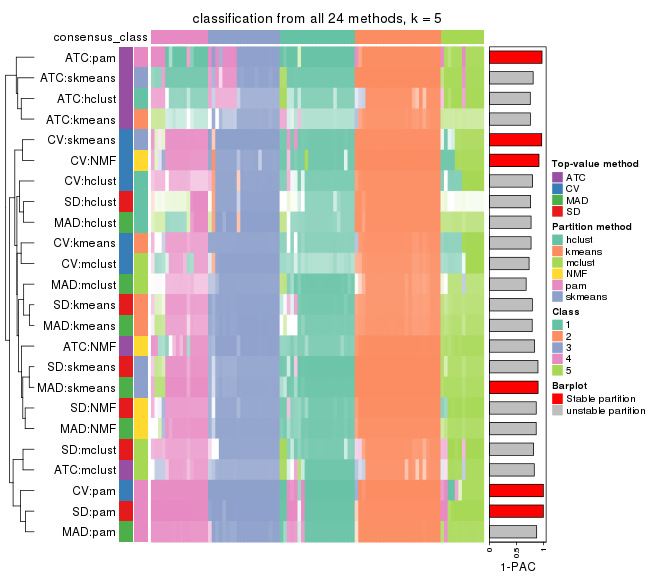 classification from all 24 methods, k = 5
consensus_class
ATC:pam
ATC:skmeans
ATC:hclust
ATC:kmeans
CV:skmeans
CV:NMF
CV:hclust
SD:hclust
MAD:hclust
CV:kmeans
CV:mclust
MAD:mclust
SD:kmeans
MAD:kmeans
ATC:NMF
SD:skmeans
MAD:skmeans
SD:NMF
MAD:NMF
SD:mclust
ATC:mclust
CV:pam
SD:pam
MAD:pam
0
0.5
1
1-PAC
Top-value method
ATC
CV
MAD
SD
Partition method
hclust
kmeans
mclust
NMF
pam
skmeans
Class
1
2
3
4
5
Barplot
Stable partition
unstable partition